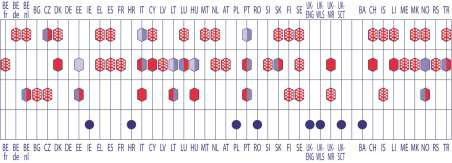 BE BE BE BG CZ DK DE EE IE EL ES FR HR IT CY LV LT LU HU MT NL AT PL PT RO SI SK FI SE UK- UK- UK- UK- BA CH IS LI ME MK NO RS TR
fr de nl ENG WLS NIR SCT
BE BE BE BG CZ DK DE EE IE EL ES FR HR IT CY LV LT LU HU MT NL AT PL PT RO SI SK FI SE UK- UK- UK- UK- BA CH IS LI ME MK NO RS TR
fr de nl ENG WLS NIR SCT